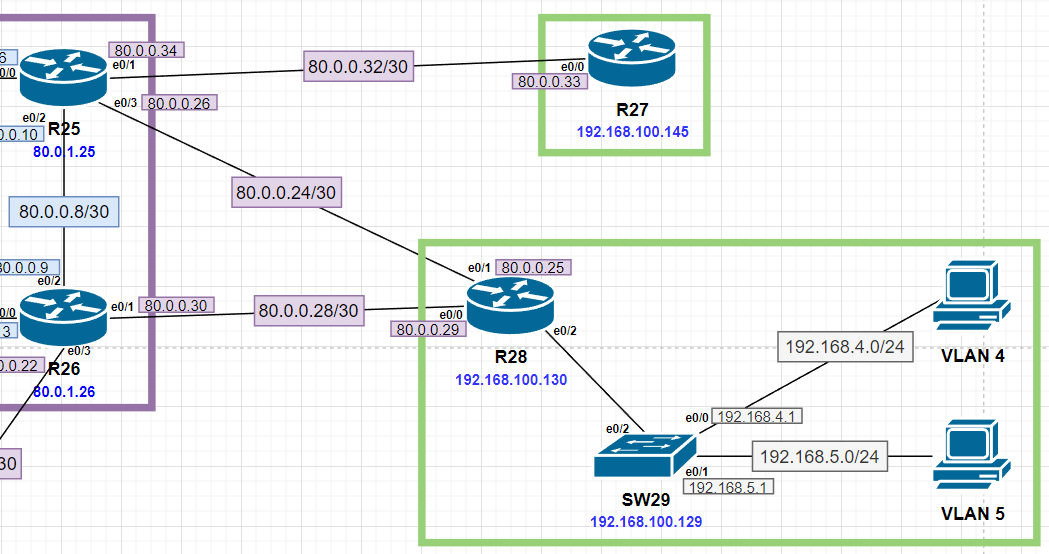 80.0.0.34
e0/1
80.0.0.32/30
e0/0
80.0.0.33
R27
192.168.100.145
6
0/0
e0/3
80.0.0.26
e0/2
0.0.10
R25
80.0.1.25
80.0.0.24/30
80.0.0.8/30
80.0.0.9
e0/2
e0/1
80.0.0.30
80.0.0.28/30
e0/1
80.0.0.25
e0/0
80.0.0.29
e0/2
R28
192.168.100.130
0/0
3
e0/3
0.0.22
R26
80.0.1.26
30
192.168.4.0/24
VLAN 4
e0/0
192.168.4.1
e0/2
192.168.5.0/24
e0/1
192.168.5.1
SW29
192.168.100.129
VLAN 5